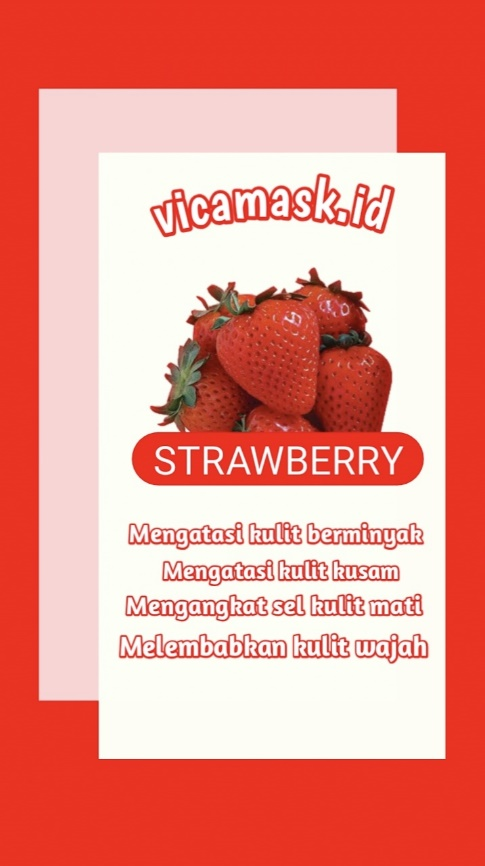 vicamask.id
STRAWBERRY
Mengatasi kulit berminyak
Mengatasi kulit kusam
Mengangkat sel kulit mati
Melembabkan kulit wajah